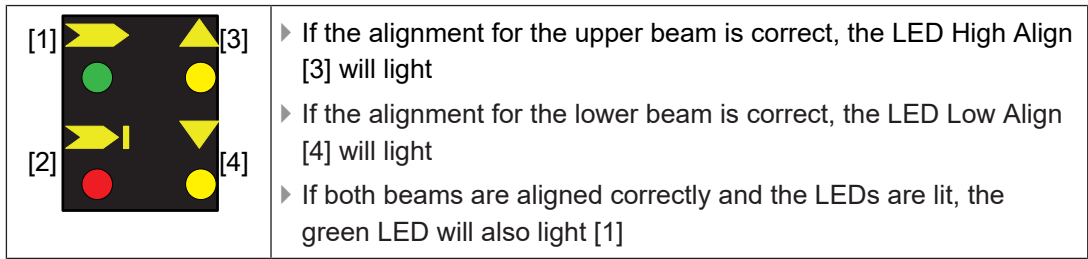 [1]
[3]
[2]
[4]
If the alignment for the upper beam is correct, the LED High Align
[3] will light
If the alignment for the lower beam is correct, the LED Low Align
[4] will light
If both beams are aligned correctly and the LEDs are lit, the
green LED will also light [1]